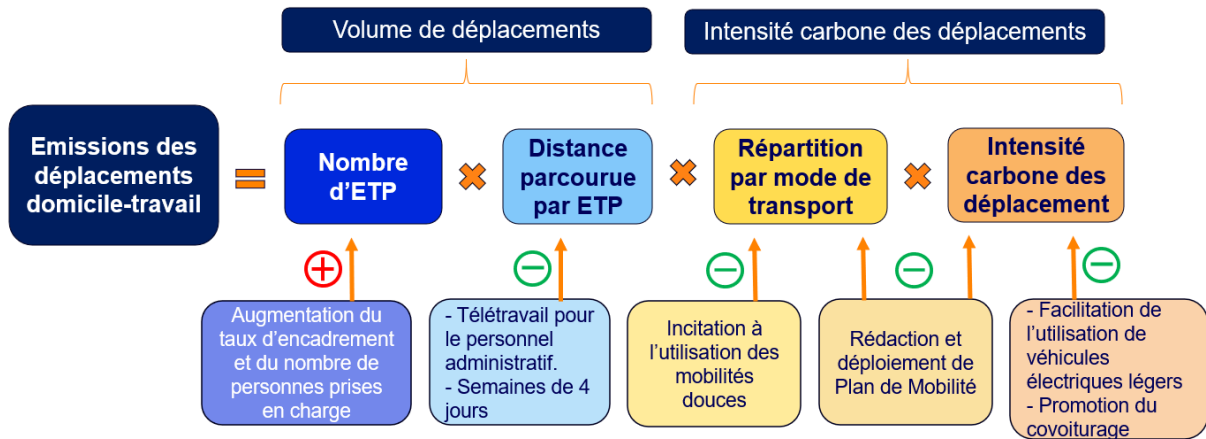 Volume de déplacements
Intensité carbone des déplacements
Emissions des
déplacements
domicile-travail
=
Nombre
d'ETP
×
Distance
parcourue
par ETP
×
Répartition
par mode de
transport
×
Intensité
carbone des
déplacement
+
−
−
−
−
Augmentation du
taux d'encadrement
et du nombre de
personnes prises
en charge
- Télétravail pour
le personnel
administratif.
- Semaines de 4
jours
Incitation à
l'utilisation des
mobilités
douces
Rédaction et
déploiement de
Plan de Mobilité
- Facilitation de
l'utilisation de
véhicules
électriques légers
- Promotion du
covoiturage